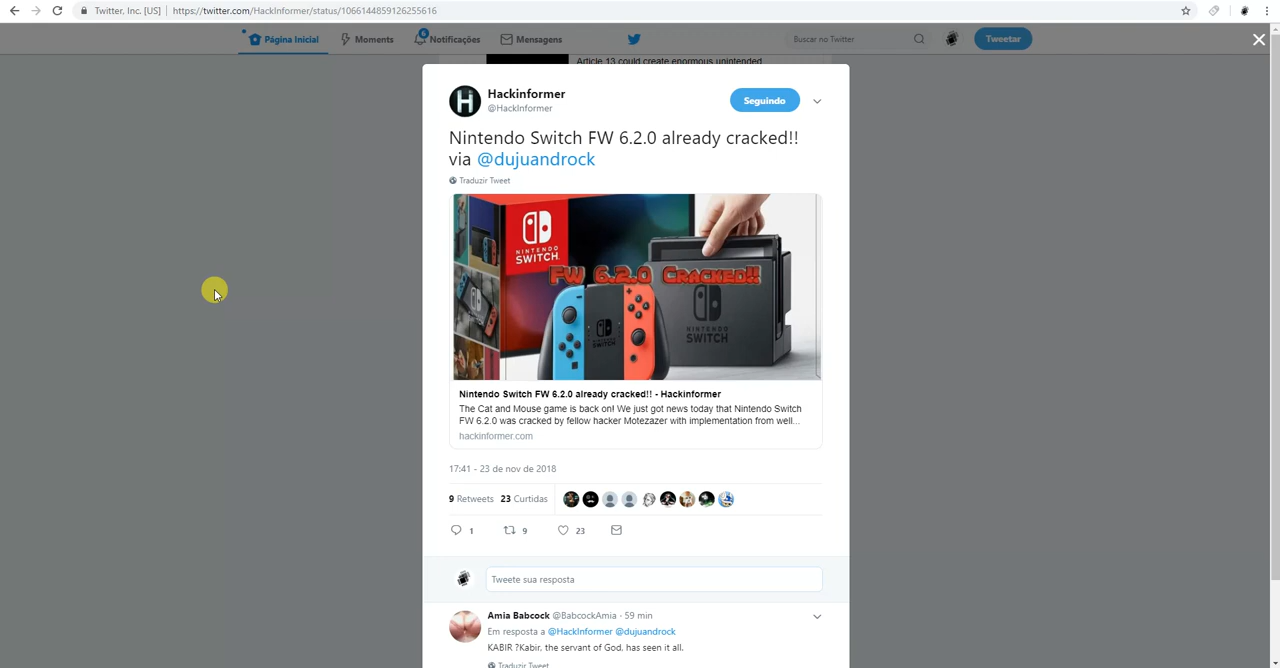 Twitter, Inc. [US] | https://twitter.com/HackInformer/status/1066144859126255616
Página Inicial Moments 6 Notificações Mensagens Buscar no Twitter Tweetar
Article 13 could create enormous unintended
Hackinformer
@HackInformer
Seguindo
Nintendo Switch FW 6.2.0 already cracked!!
via @dujuandrock
Traduzir Tweet
NINTENDO
SWITCH
FW 6.2.0 Cracked!!
NINTENDO
SWITCH
NINTENDO
SWITCH
Nintendo Switch FW 6.2.0 already cracked!! - Hackinformer
The Cat and Mouse game is back on! We just got news today that Nintendo Switch
FW 6.2.0 was cracked by fellow hacker Motezazer with implementation from well...
hackinformer.com
17:41 - 23 de nov de 2018
9 Retweets 23 Curtidas
1 9 23
Tweete sua resposta
Amia Babcock @BabcockAmia · 59 min
Em resposta a @HackInformer @dujuandrock
KABIR ?Kabir, the servant of God, has seen it all.
Traduzir Tweet